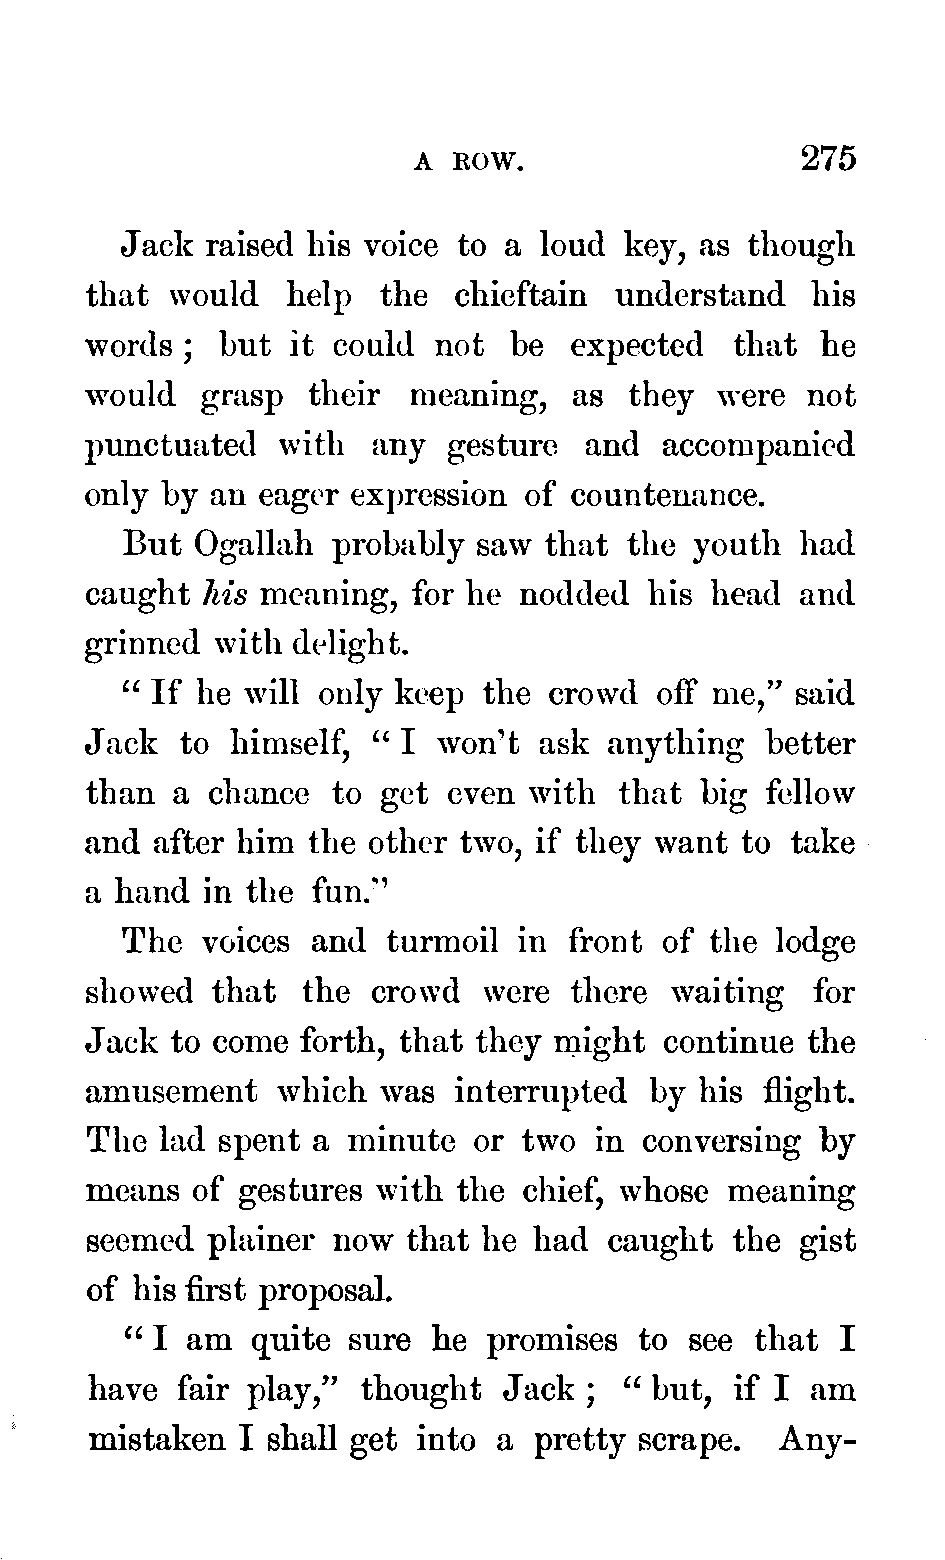 A ROW. 275
Jack raised his voice to a loud key, as though
that would help the chieftain understand his
words ; but it could not be expected that he
would grasp their meaning, as they were not
punctuated with any gesture and accompanied
only by an eager expression of countenance.
But Ogallah probably saw that the youth had
caught his meaning, for he nodded his head and
grinned with delight.
“ If he will only keep the crowd off me,” said
Jack to himself, “ I won’t ask anything better
than a chance to get even with that big fellow
and after him the other two, if they want to take
a hand in the fun.”
The voices and turmoil in front of the lodge
showed that the crowd were there waiting for
Jack to come forth, that they might continue the
amusement which was interrupted by his flight.
The lad spent a minute or two in conversing by
means of gestures with the chief, whose meaning
seemed plainer now that he had caught the gist
of his first proposal.
“ I am quite sure he promises to see that I
have fair play,” thought Jack ; “ but, if I am
mistaken I shall get into a pretty scrape. Any-